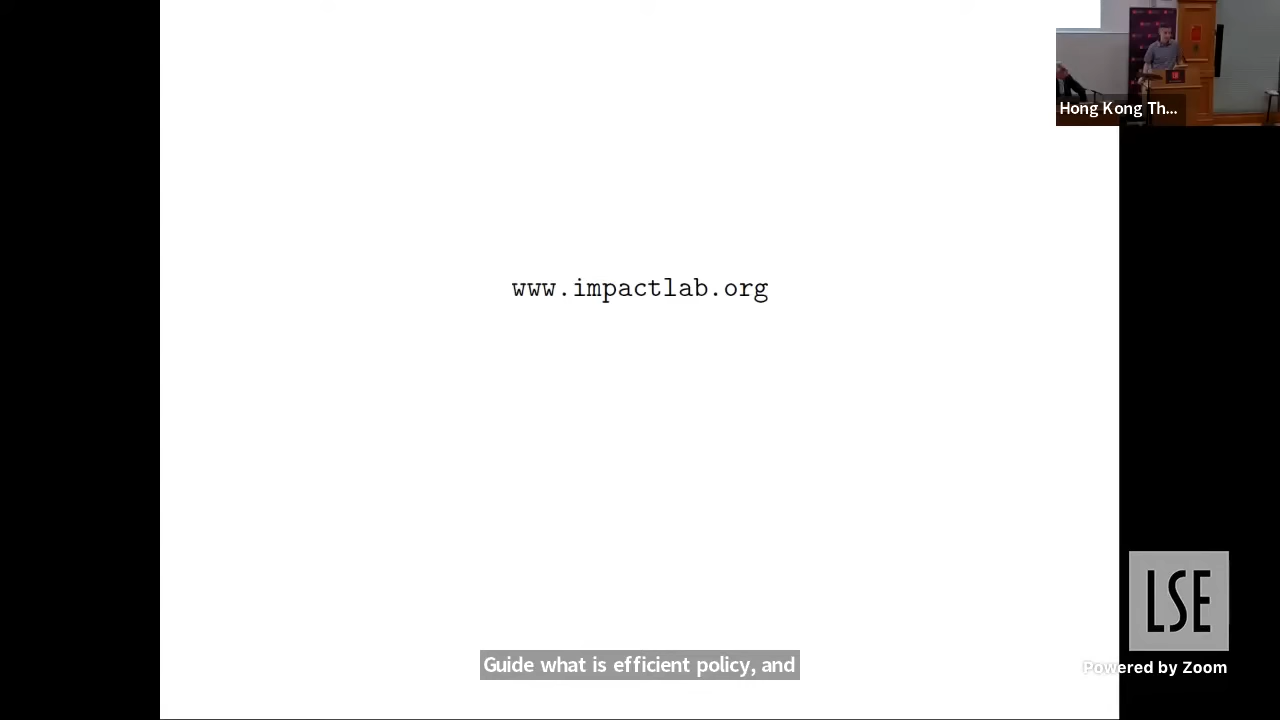 Hong Kong Th...
www.impactlab.org
LSE
Guide what is efficient policy, and
Powered by Zoom